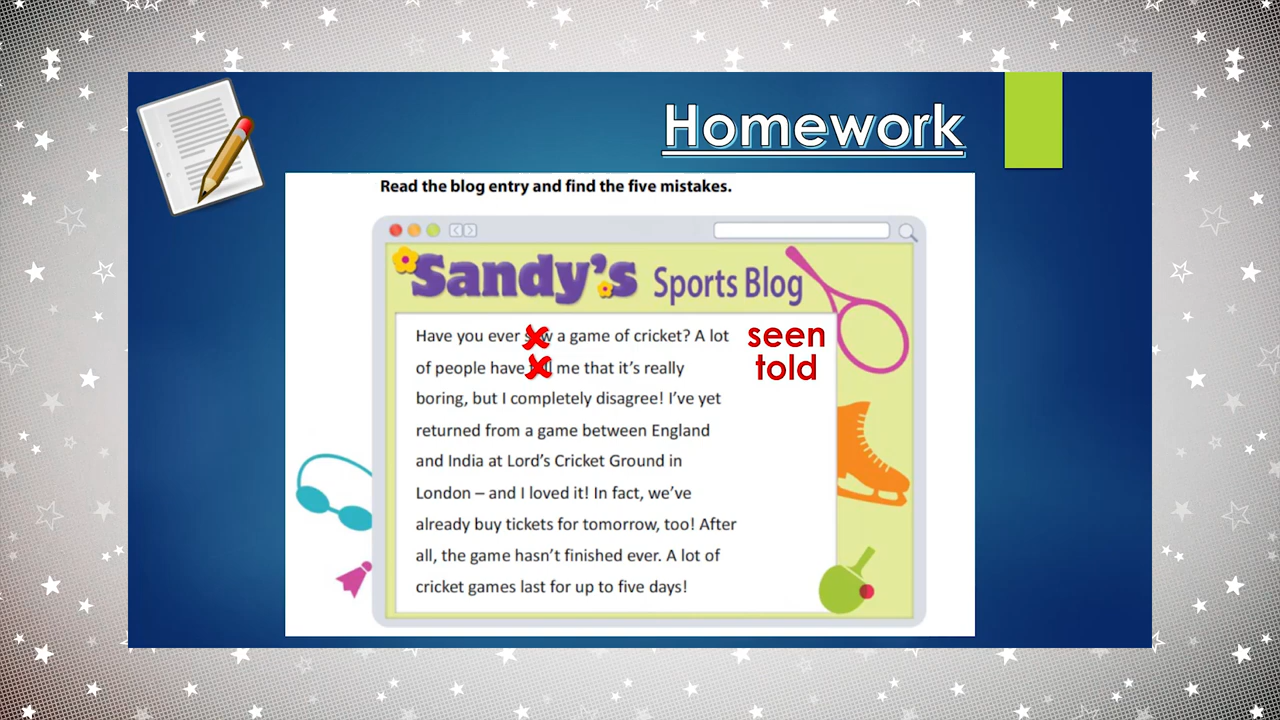 Homework
Read the blog entry and find the five mistakes.
Sandy's Sports Blog
Have you ever a game of cricket? A lot
seen
of people have me that it's really
told
boring, but I completely disagree! I've yet
returned from a game between England
and India at Lord's Cricket Ground in
London – and I loved it! In fact, we've
already buy tickets for tomorrow, too! After
all, the game hasn't finished ever. A lot of
cricket games last for up to five days!